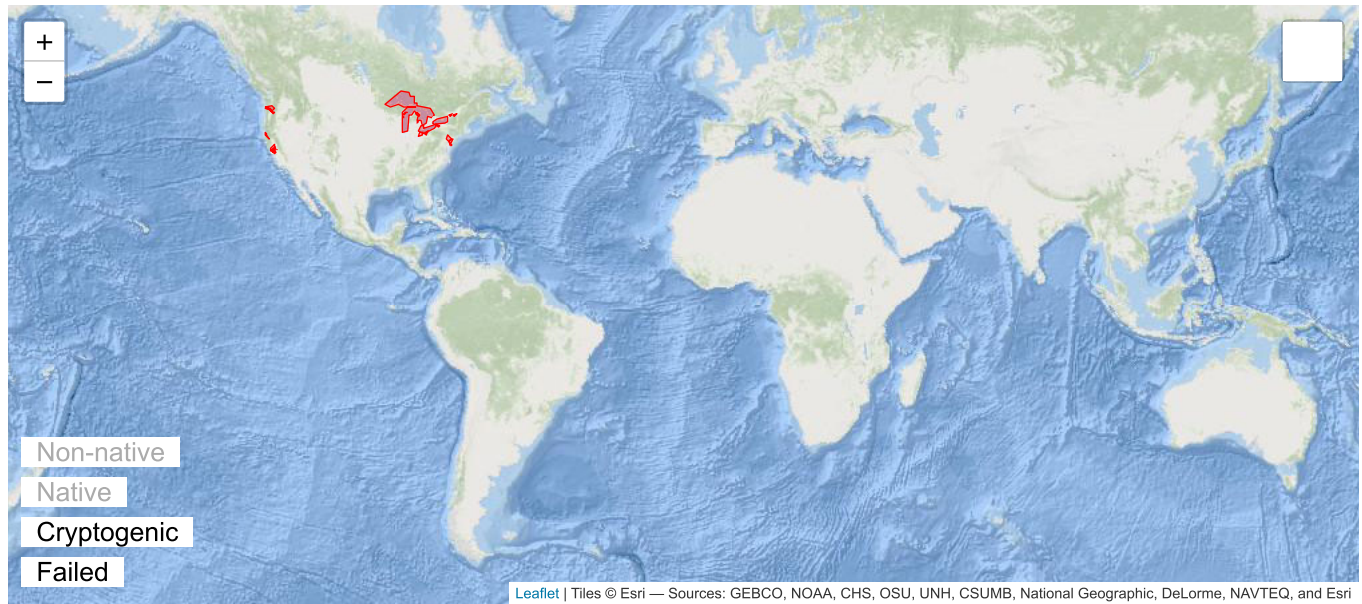 +
−
Non-native
Native
Cryptogenic
Failed
Leaflet | Tiles © Esri — Sources: GEBCO, NOAA, CHS, OSU, UNH, CSUMB, National Geographic, DeLorme, NAVTEQ, and Esri